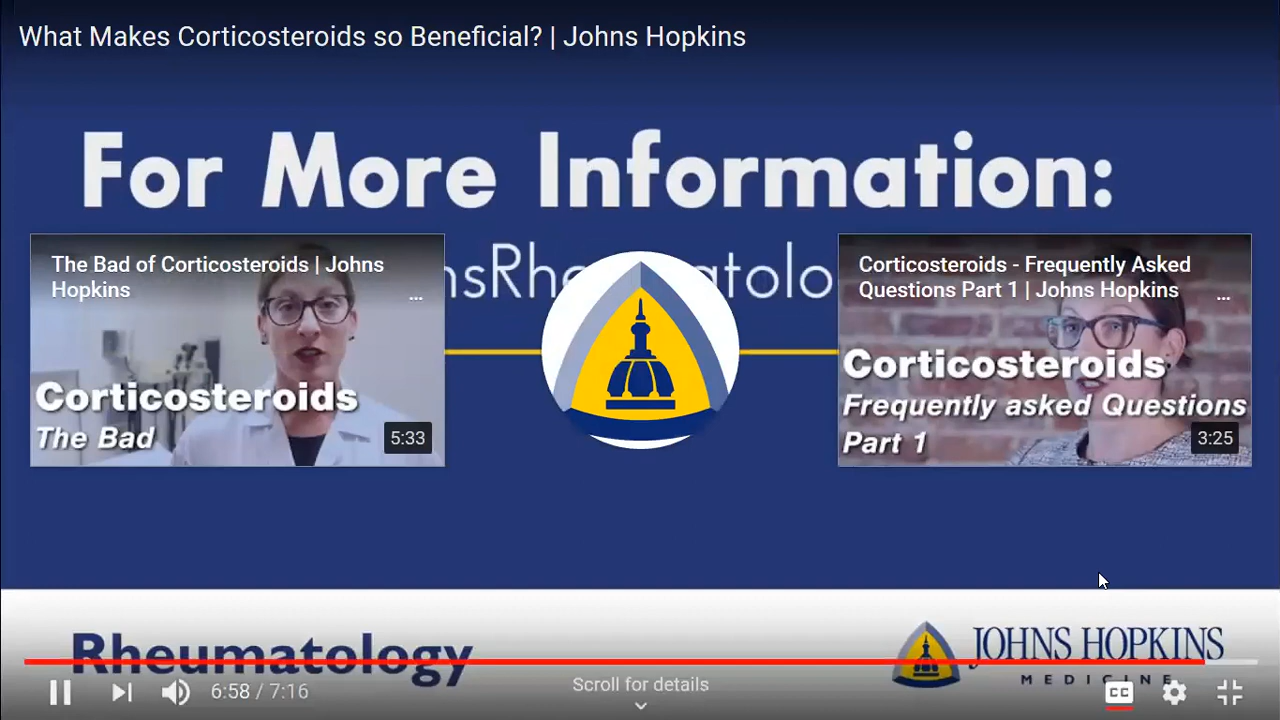 What Makes Corticosteroids so Beneficial? | Johns Hopkins
For More Information:
The Bad of Corticosteroids | Johns
Hopkins
...
Corticosteroids
The Bad
5:33
Corticosteroids - Frequently Asked
Questions Part 1 | Johns Hopkins
...
Corticosteroids
Frequently asked Questions
Part 1
3:25
Rheumatology
JOHNS HOPKINS
MEDICINE
6:58 / 7:16
Scroll for details
CC